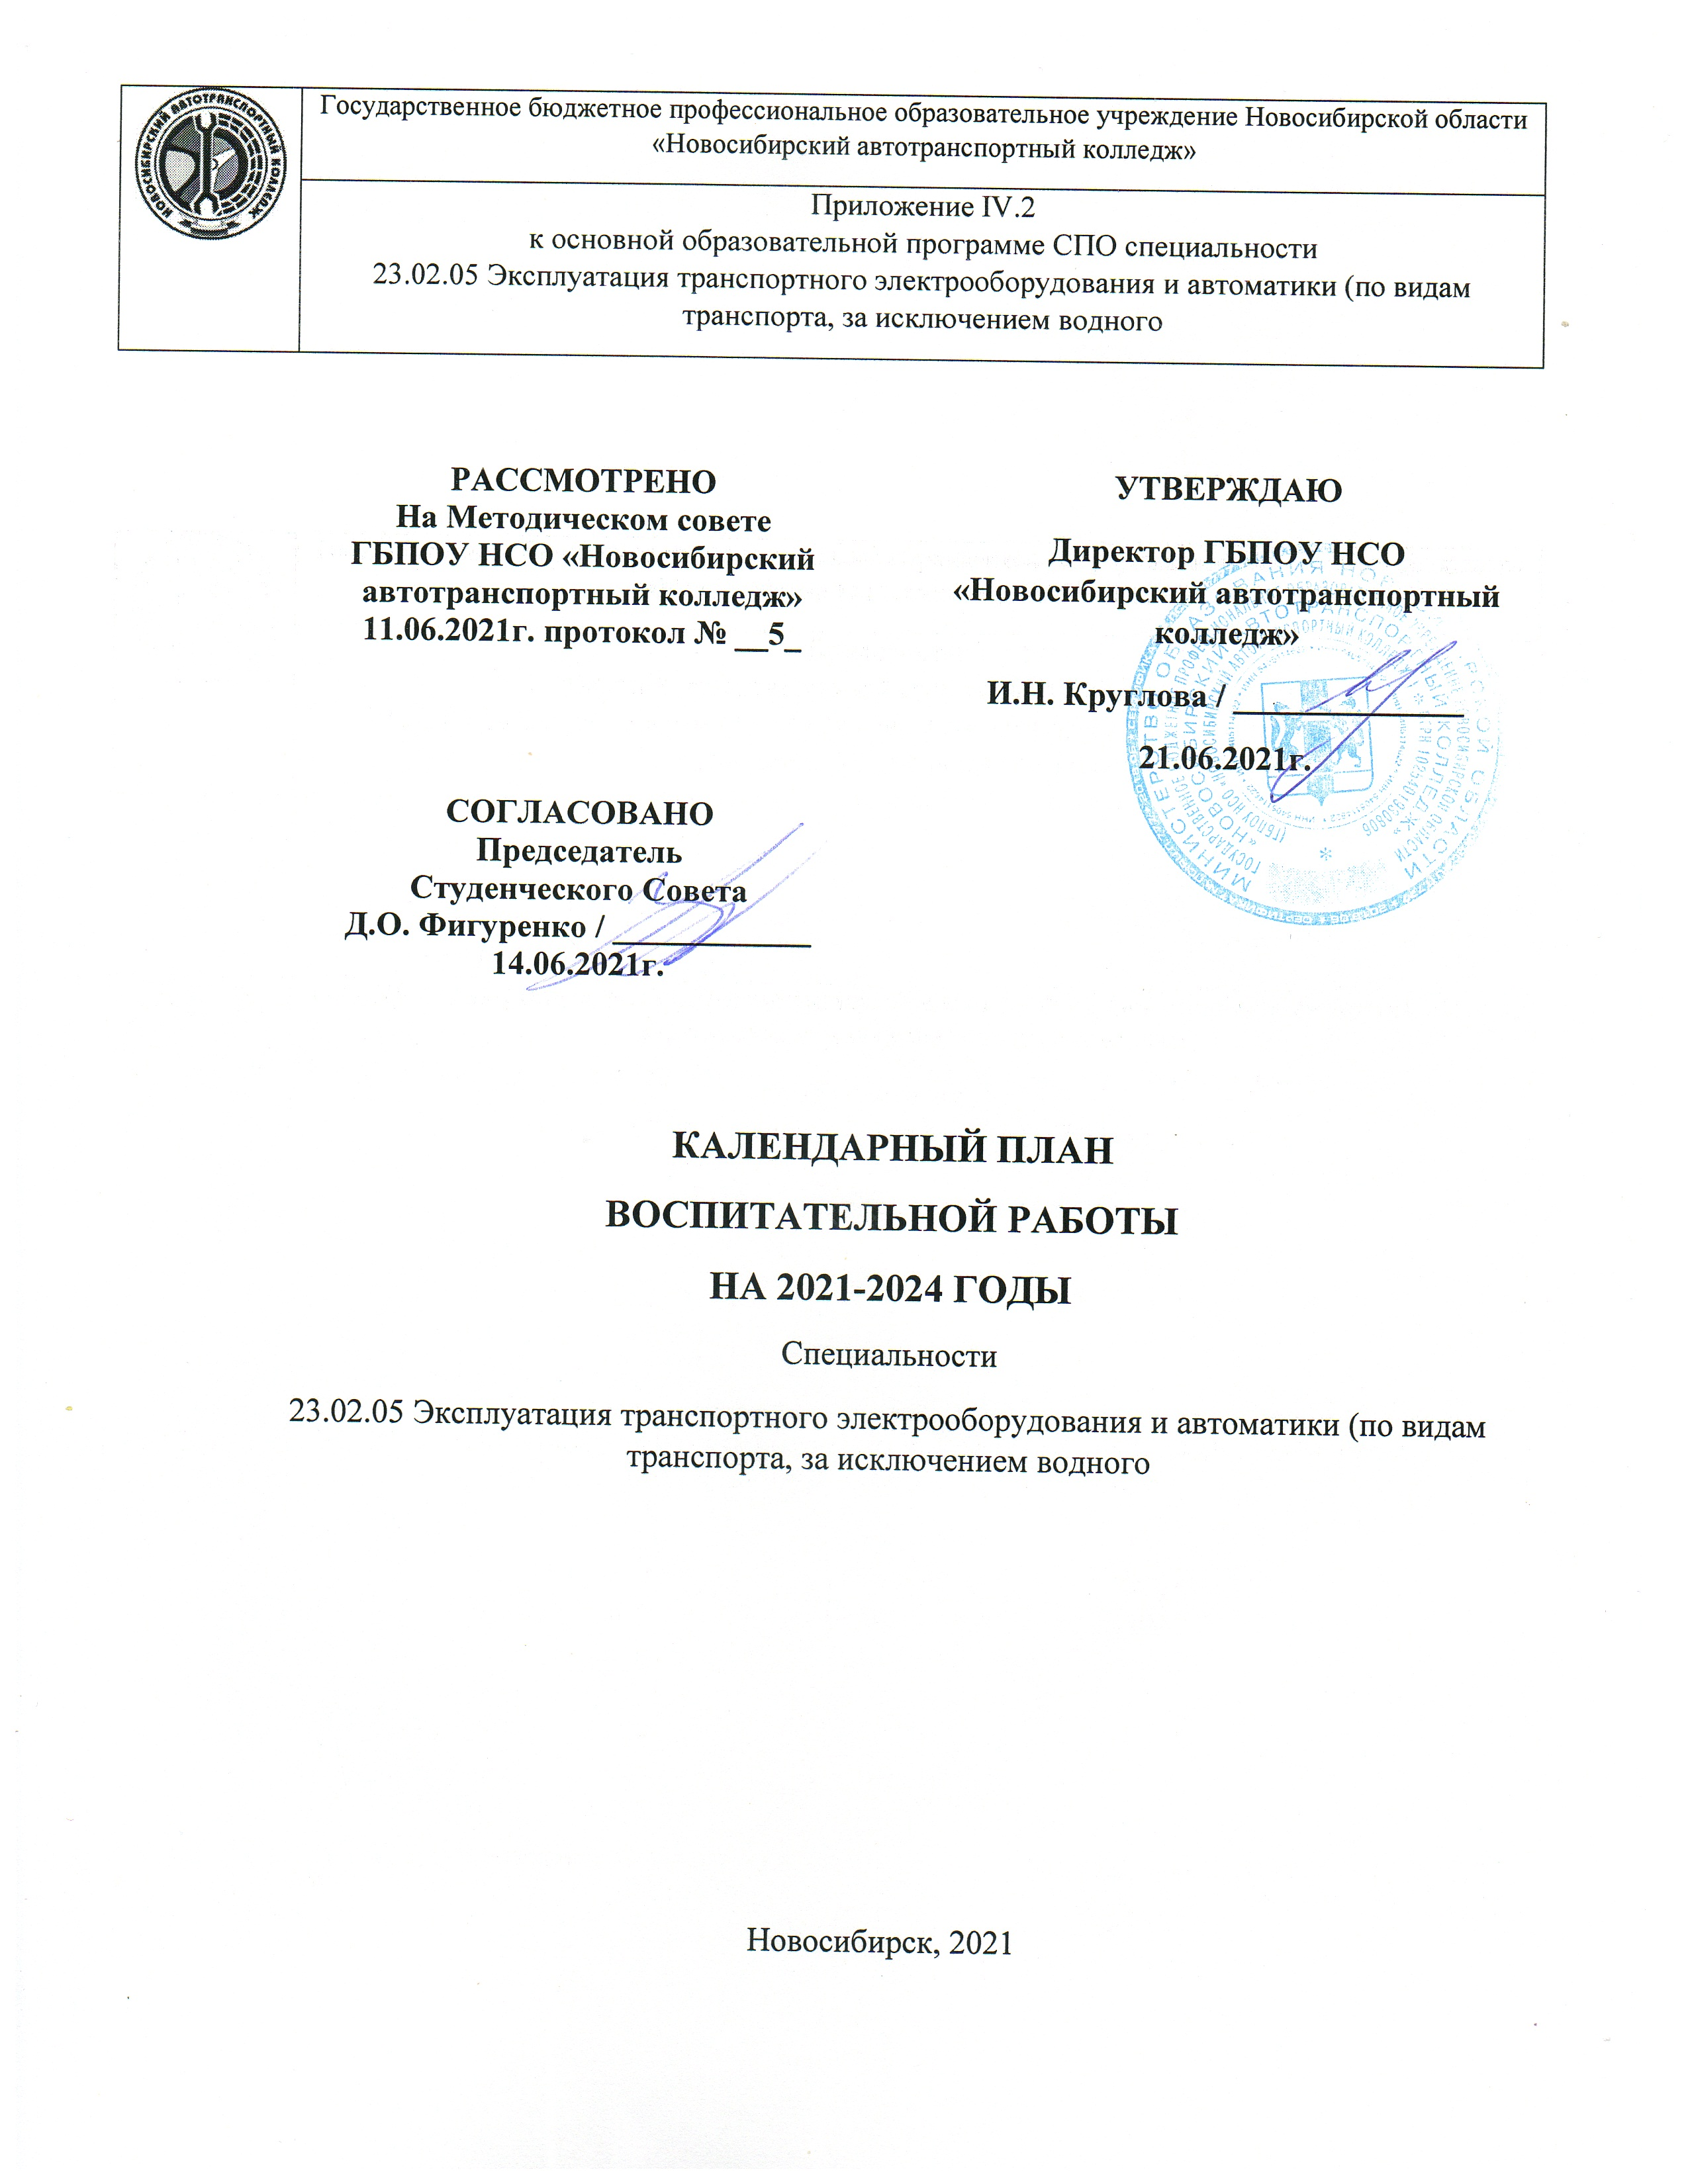 НОВОСИБИРСКИЙ АВТОТРАНСПОРТНЫЙ КОЛЛЕДЖ
Государственное бюджетное профессиональное образовательное учреждение Новосибирской области
«Новосибирский автотранспортный колледж»
Приложение IV.2
к основной образовательной программе СПО специальности
23.02.05 Эксплуатация транспортного электрооборудования и автоматики (по видам
транспорта, за исключением водного
РАССМОТРЕНО
На Методическом совете
ГБПОУ НСО «Новосибирский
автотранспортный колледж»
11.06.2021г. протокол № __5_
УТВЕРЖДАЮ
Директор ГБПОУ НСО
«Новосибирский автотранспортный
колледж»
И.Н. Круглова / ______________
21.06.2021г.
СОГЛАСОВАНО
Председатель
Студенческого Совета
Д.О. Фигуренко / ____________
14.06.2021г.
КАЛЕНДАРНЫЙ ПЛАН
ВОСПИТАТЕЛЬНОЙ РАБОТЫ
НА 2021-2024 ГОДЫ
Специальности
23.02.05 Эксплуатация транспортного электрооборудования и автоматики (по видам
транспорта, за исключением водного
Новосибирск, 2021